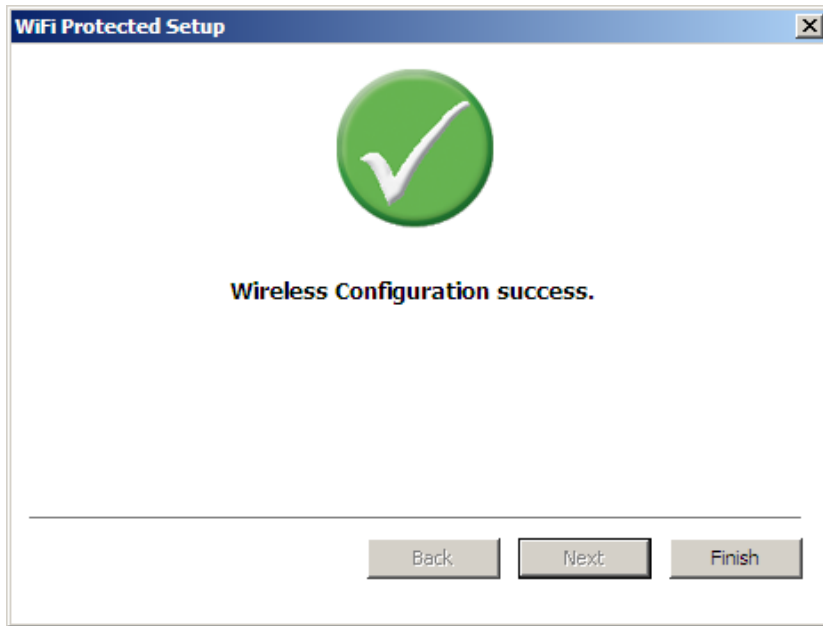 WiFi Protected Setup
Wireless Configuration success.
Back Next Finish